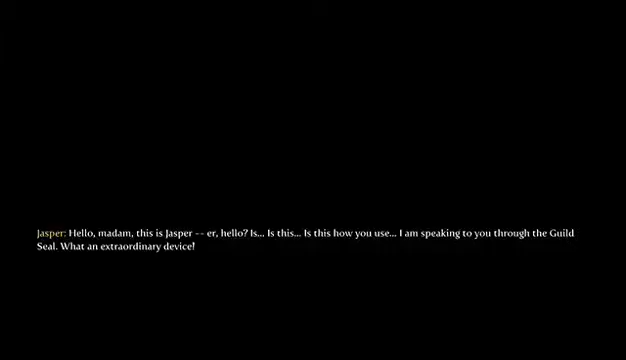 Jasper: Hello, madam, this is Jasper -- er, hello? Is... Is this... Is this how you use... I am speaking to you through the Guild
Seal. What an extraordinary device!